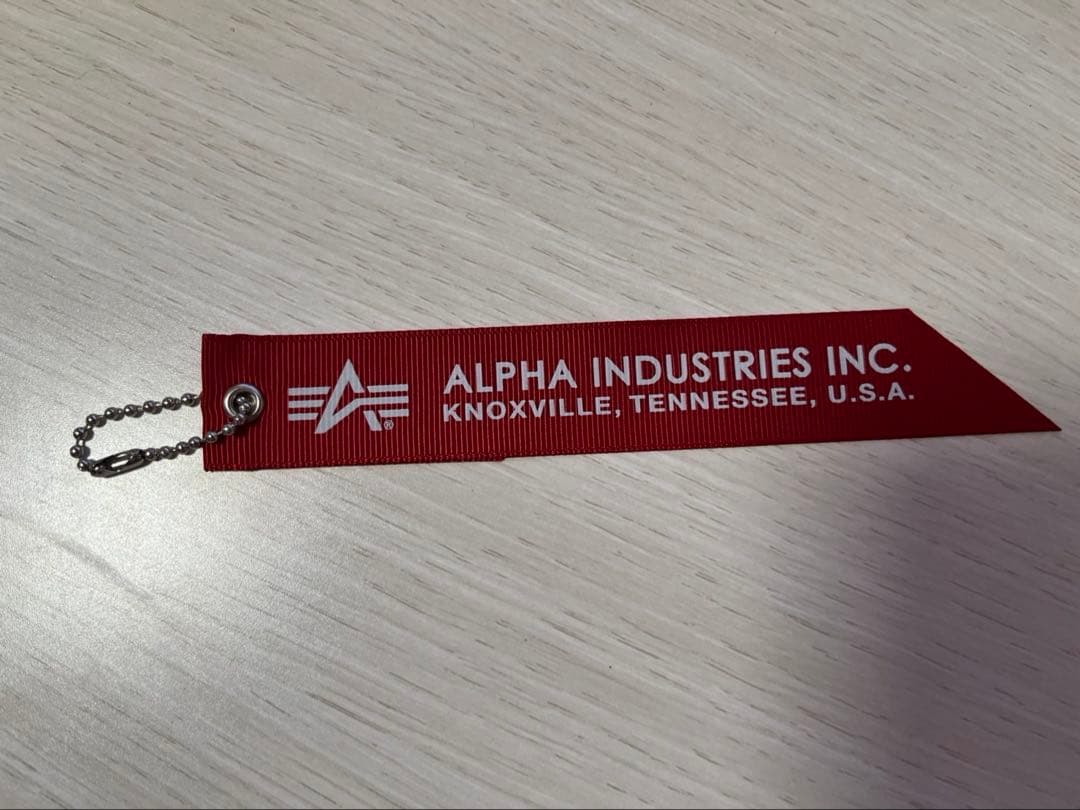 ALPHA INDUSTRIES INC.
KNOXVILLE, TENNESSEE, U.S.A.
®